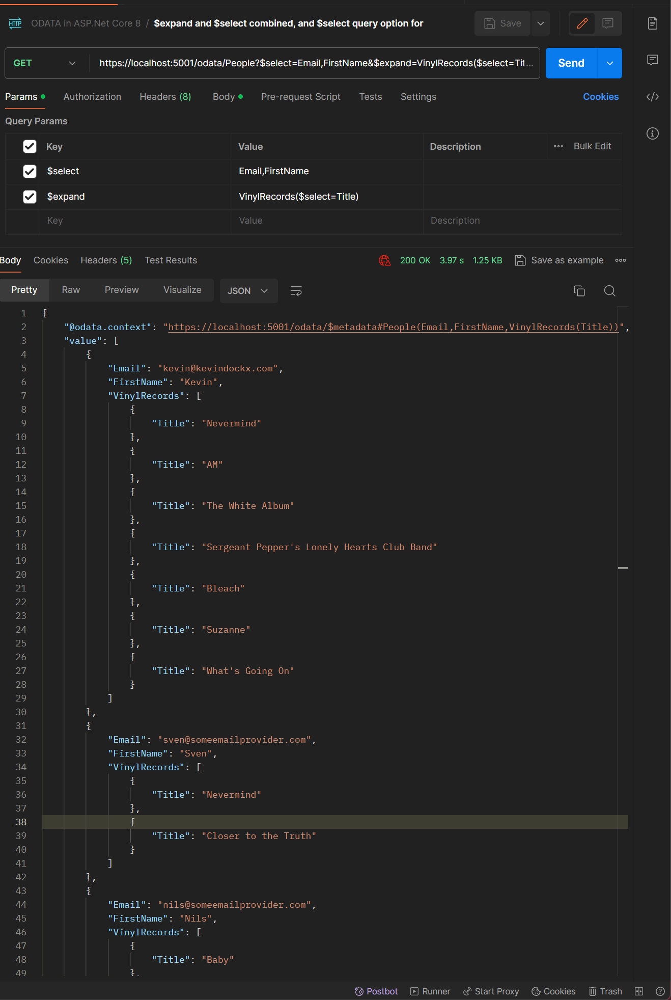 HTTP ODATA in ASP.Net Core 8 / $expand and $select combined, and $select query option for Save
GET https://localhost:5001/odata/People?$select=Email,FirstName&$expand=VinylRecords($select=Tit... Send
Params Authorization Headers (8) Body Pre-request Script Tests Settings Cookies
Query Params
Key Value Description Bulk Edit
$select Email,FirstName
$expand VinylRecords($select=Title)
Key Value Description
Body Cookies Headers (5) Test Results 200 OK 3.97 s 1.25 KB Save as example
Pretty Raw Preview Visualize JSON
1 {
2 "@odata.context": "https://localhost:5001/odata/$metadata#People(Email,FirstName,VinylRecords(Title))",
3 "value": [
4 {
5 "Email": "kevin@kevindockx.com",
6 "FirstName": "Kevin",
7 "VinylRecords": [
8 {
9 "Title": "Nevermind"
10 },
11 {
12 "Title": "AM"
13 },
14 {
15 "Title": "The White Album"
16 },
17 {
18 "Title": "Sergeant Pepper's Lonely Hearts Club Band"
19 },
20 {
21 "Title": "Bleach"
22 },
23 {
24 "Title": "Suzanne"
25 },
26 {
27 "Title": "What's Going On"
28 }
29 ]
30 },
31 {
32 "Email": "sven@someemailprovider.com",
33 "FirstName": "Sven",
34 "VinylRecords": [
35 {
36 "Title": "Nevermind"
37 },
38 {
39 "Title": "Closer to the Truth"
40 }
41 ]
42 },
43 {
44 "Email": "nils@someemailprovider.com",
45 "FirstName": "Nils",
46 "VinylRecords": [
47 {
48 "Title": "Baby"
49 },
Postbot Runner Start Proxy Cookies Trash